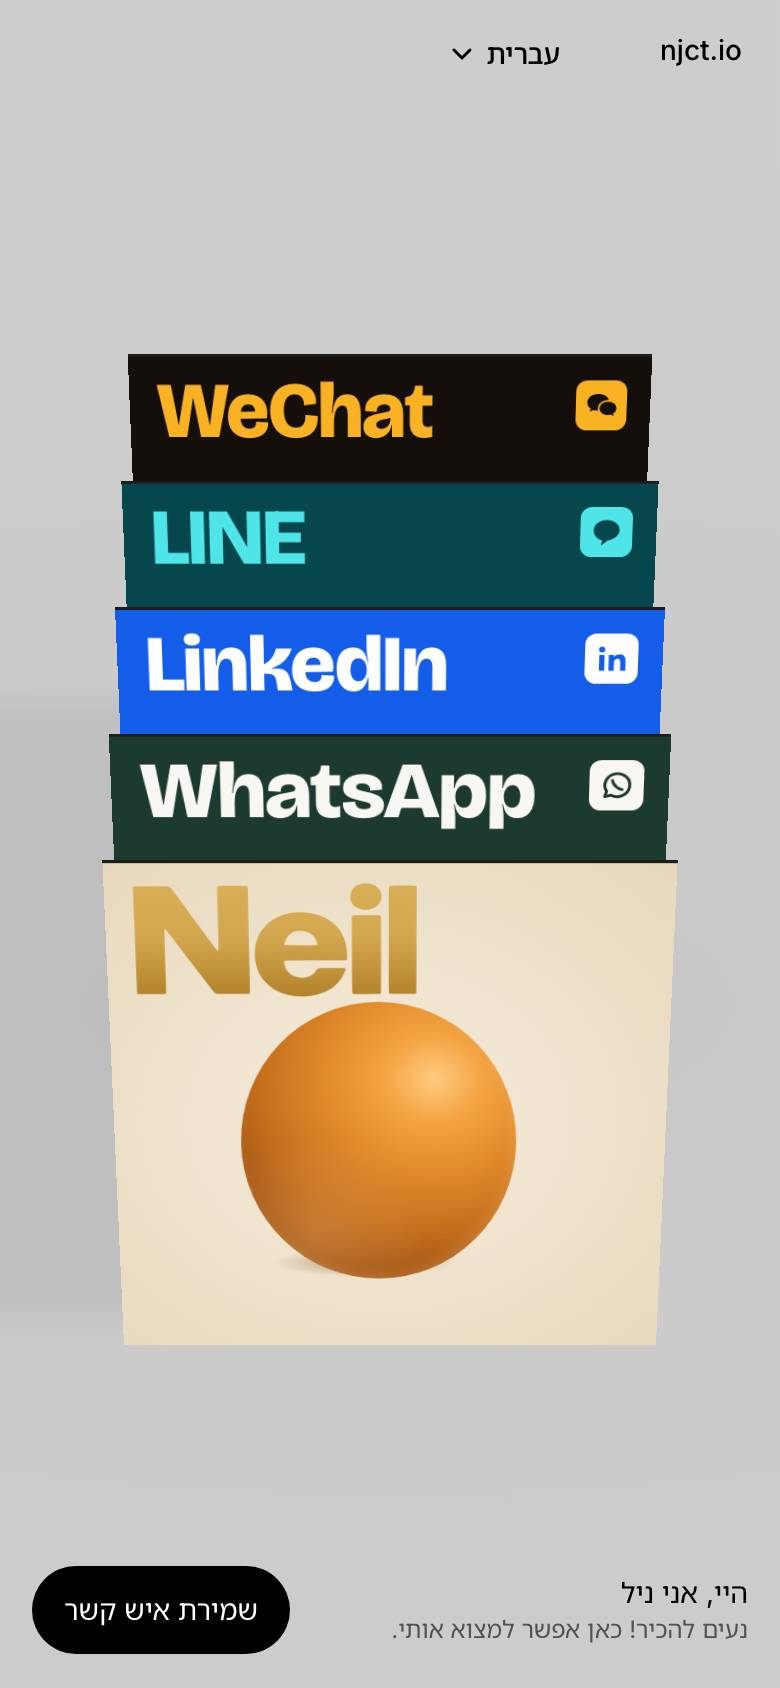 njct.io
עברית
WeChat
LINE
LinkedIn
in
WhatsApp
Neil
היי, אני ניל
נעים להכיר! כאן אפשר למצוא אותי.
שמירת איש קשר